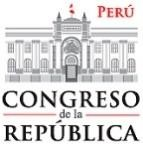 PERÚ
CONGRESO
de la
REPÚBLICA